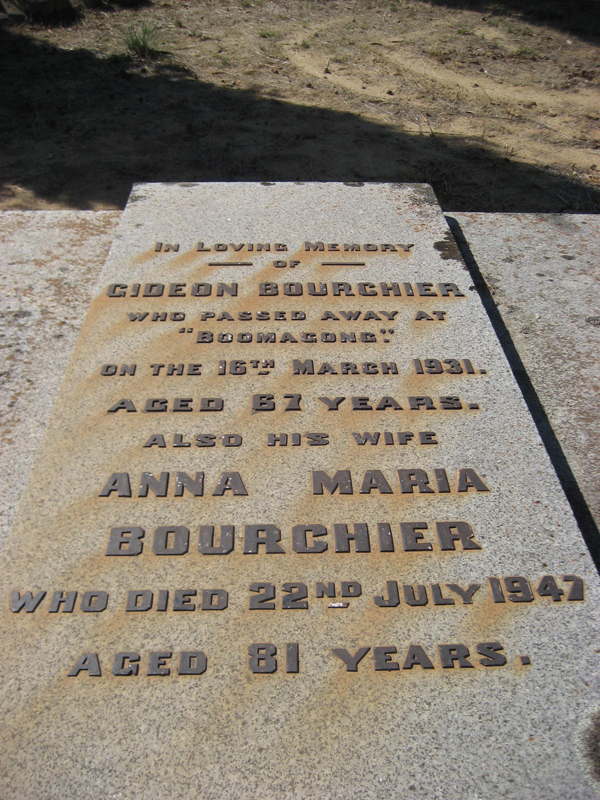 In Loving Memory
— OF —
GIDEON BOURCHIER
WHO PASSED AWAY AT
"BOOMAGONG."
ON THE 16TH MARCH 1931.
AGED 67 YEARS.
ALSO HIS WIFE
ANNA MARIA
BOURCHIER
WHO DIED 22ND JULY 1947
AGED 81 YEARS.